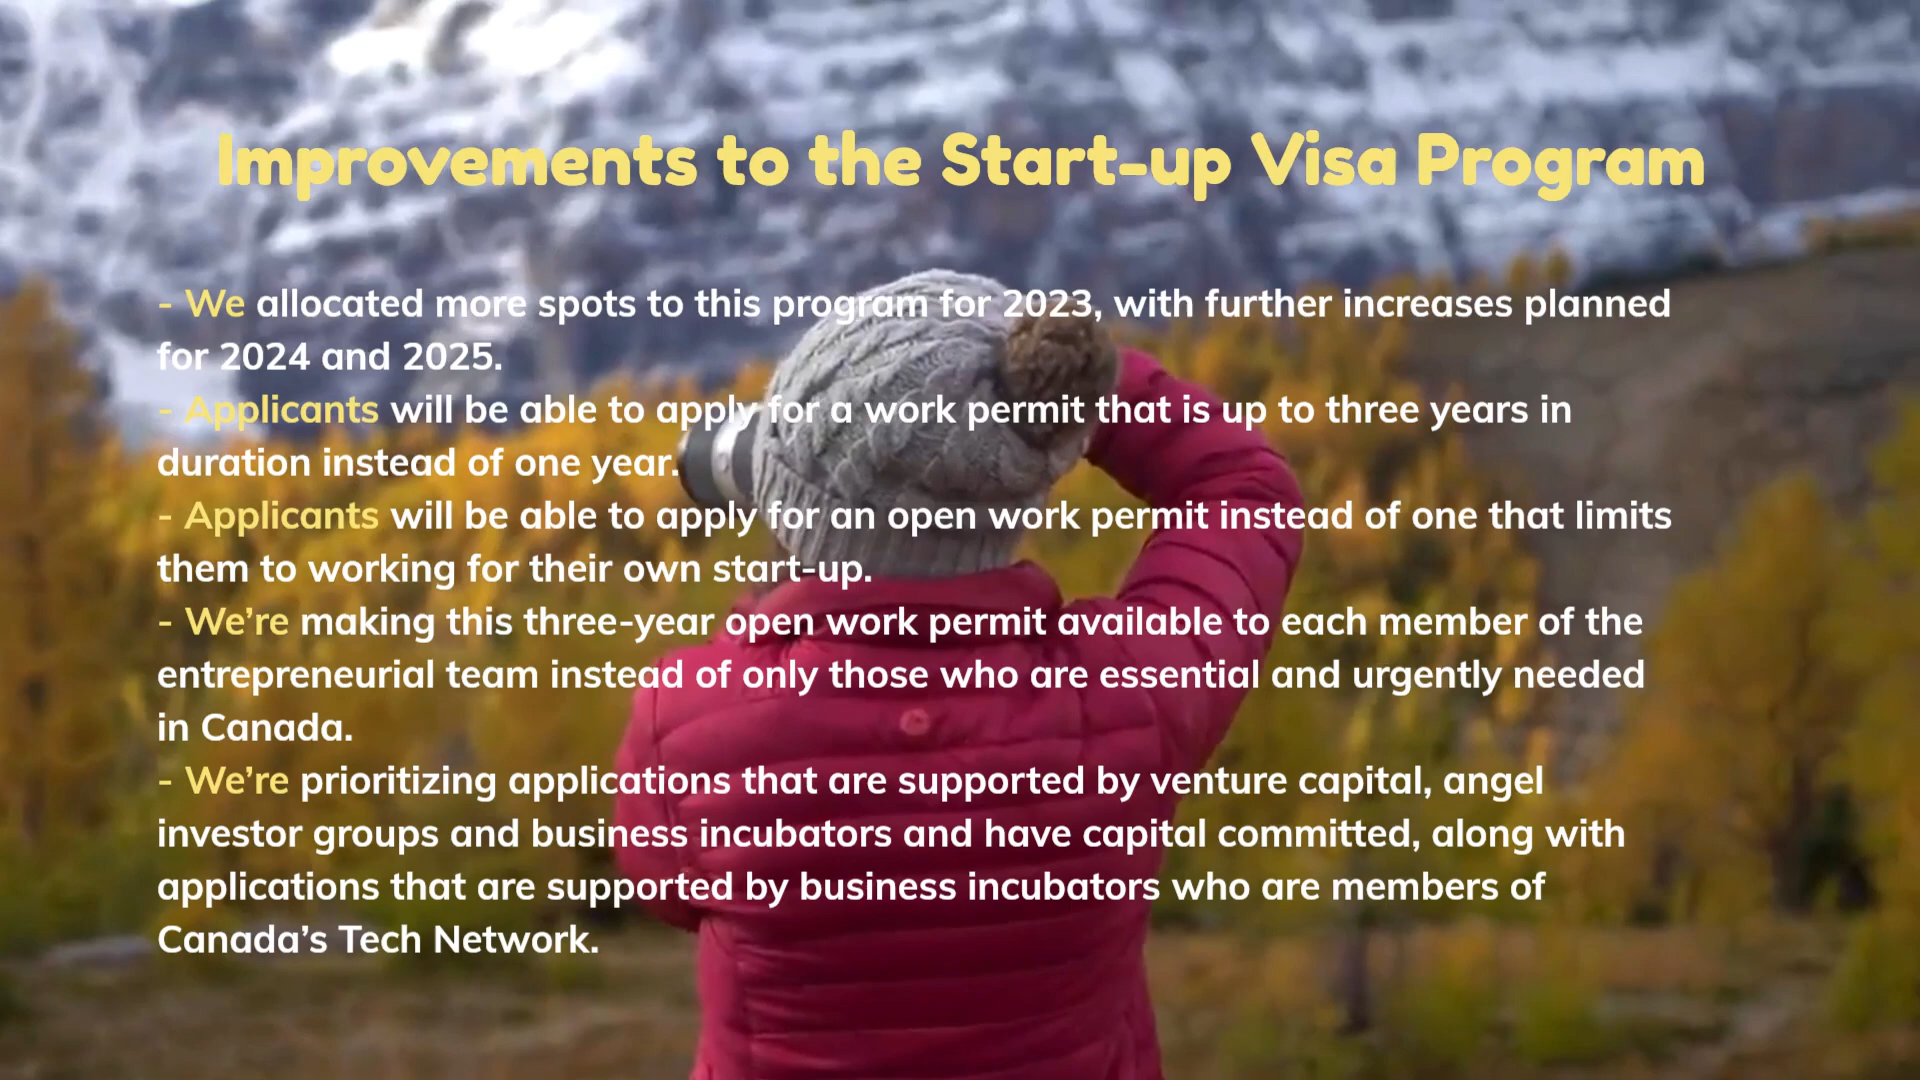 Improvements to the Start-up Visa Program
- We allocated more spots to this program for 2023, with further increases planned
for 2024 and 2025.
- Applicants will be able to apply for a work permit that is up to three years in
duration instead of one year.
- Applicants will be able to apply for an open work permit instead of one that limits
them to working for their own start-up.
- We’re making this three-year open work permit available to each member of the
entrepreneurial team instead of only those who are essential and urgently needed
in Canada.
- We’re prioritizing applications that are supported by venture capital, angel
investor groups and business incubators and have capital committed, along with
applications that are supported by business incubators who are members of
Canada’s Tech Network.